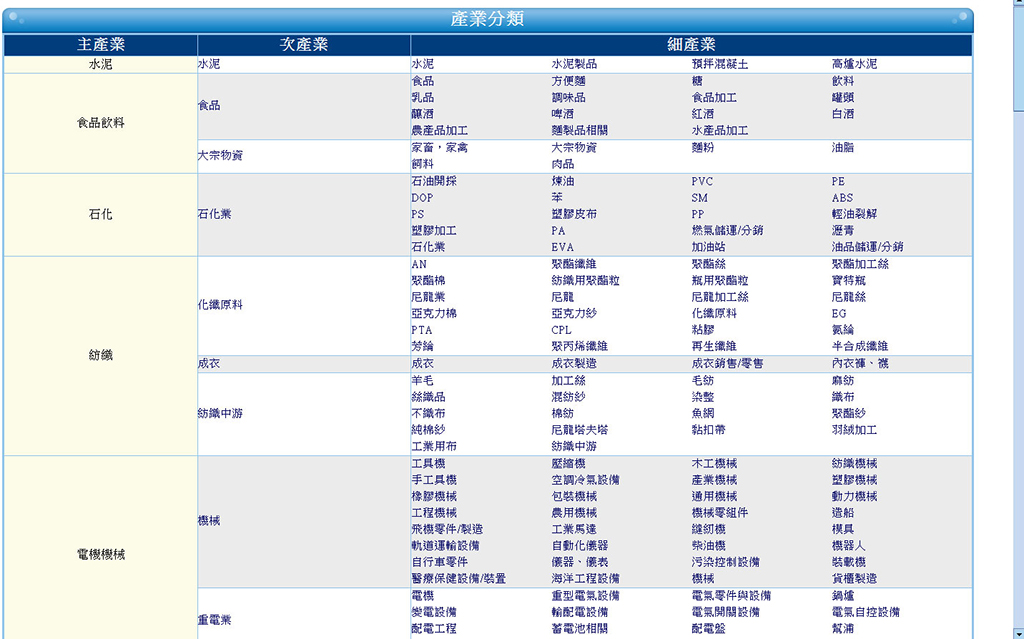 產業分類
主產業 次產業 細產業
水泥 水泥 水泥 水泥製品 預拌混凝土 高爐水泥
食品飲料 食品 食品 方便麵 糖 飲料
乳品 調味品 食品加工 罐頭
釀酒 啤酒 紅酒 白酒
農產品加工 麵製品相關 水產品加工
大宗物資 家畜，家禽 大宗物資 麵粉 油脂
飼料 肉品
石化 石化業 石油開採 煉油 PVC PE
DOP 苯 SM ABS
PS 塑膠皮布 PP 輕油裂解
塑膠加工 PA 燃氣儲運/分銷 瀝青
石化業 EVA 加油站 油品儲運/分銷
紡織 化纖原料 AN 聚酯纖維 聚酯絲 聚酯加工絲
聚酯棉 紡織用聚酯粒 瓶用聚酯粒 寶特瓶
尼龍業 尼龍 尼龍加工絲 尼龍絲
亞克力棉 亞克力紗 化纖原料 EG
PTA CPL 粘膠 氨綸
芳綸 聚丙烯纖維 再生纖維 半合成纖維
成衣 成衣 成衣製造 成衣銷售/零售 內衣褲、襪
紡織中游 羊毛 加工絲 毛紡 麻紡
絲織品 混紡紗 染整 織布
不織布 棉紡 魚網 聚酯紗
純棉紗 尼龍塔夫塔 黏扣帶 羽絨加工
工業用布 紡織中游
電機機械 機械 工具機 壓縮機 木工機械 紡織機械
手工具機 空調冷氣設備 產業機械 塑膠機械
橡膠機械 包裝機械 通用機械 動力機械
工程機械 農用機械 機械零組件 造船
飛機零件/製造 工業馬達 縫紉機 模具
軌道運輸設備 自動化儀器 柴油機 機器人
自行車零件 儀器、儀表 污染控制設備 裝載機
醫療保健設備/裝置 海洋工程設備 機械 貨櫃製造
重電業 電機 重型電氣設備 電氣零件與設備 鍋爐
變電設備 輸配電設備 電氣開關設備 電氣自控設備
配電工程 蓄電池相關 配電盤 幫浦